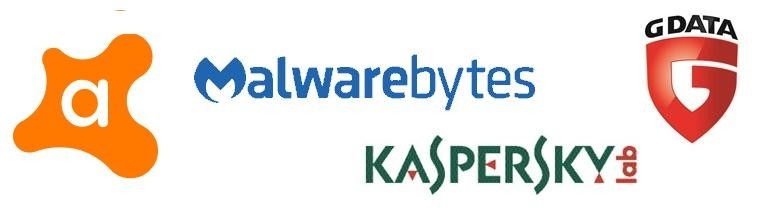 a
Malwarebytes
G DATA
G
KASPERSKY lab